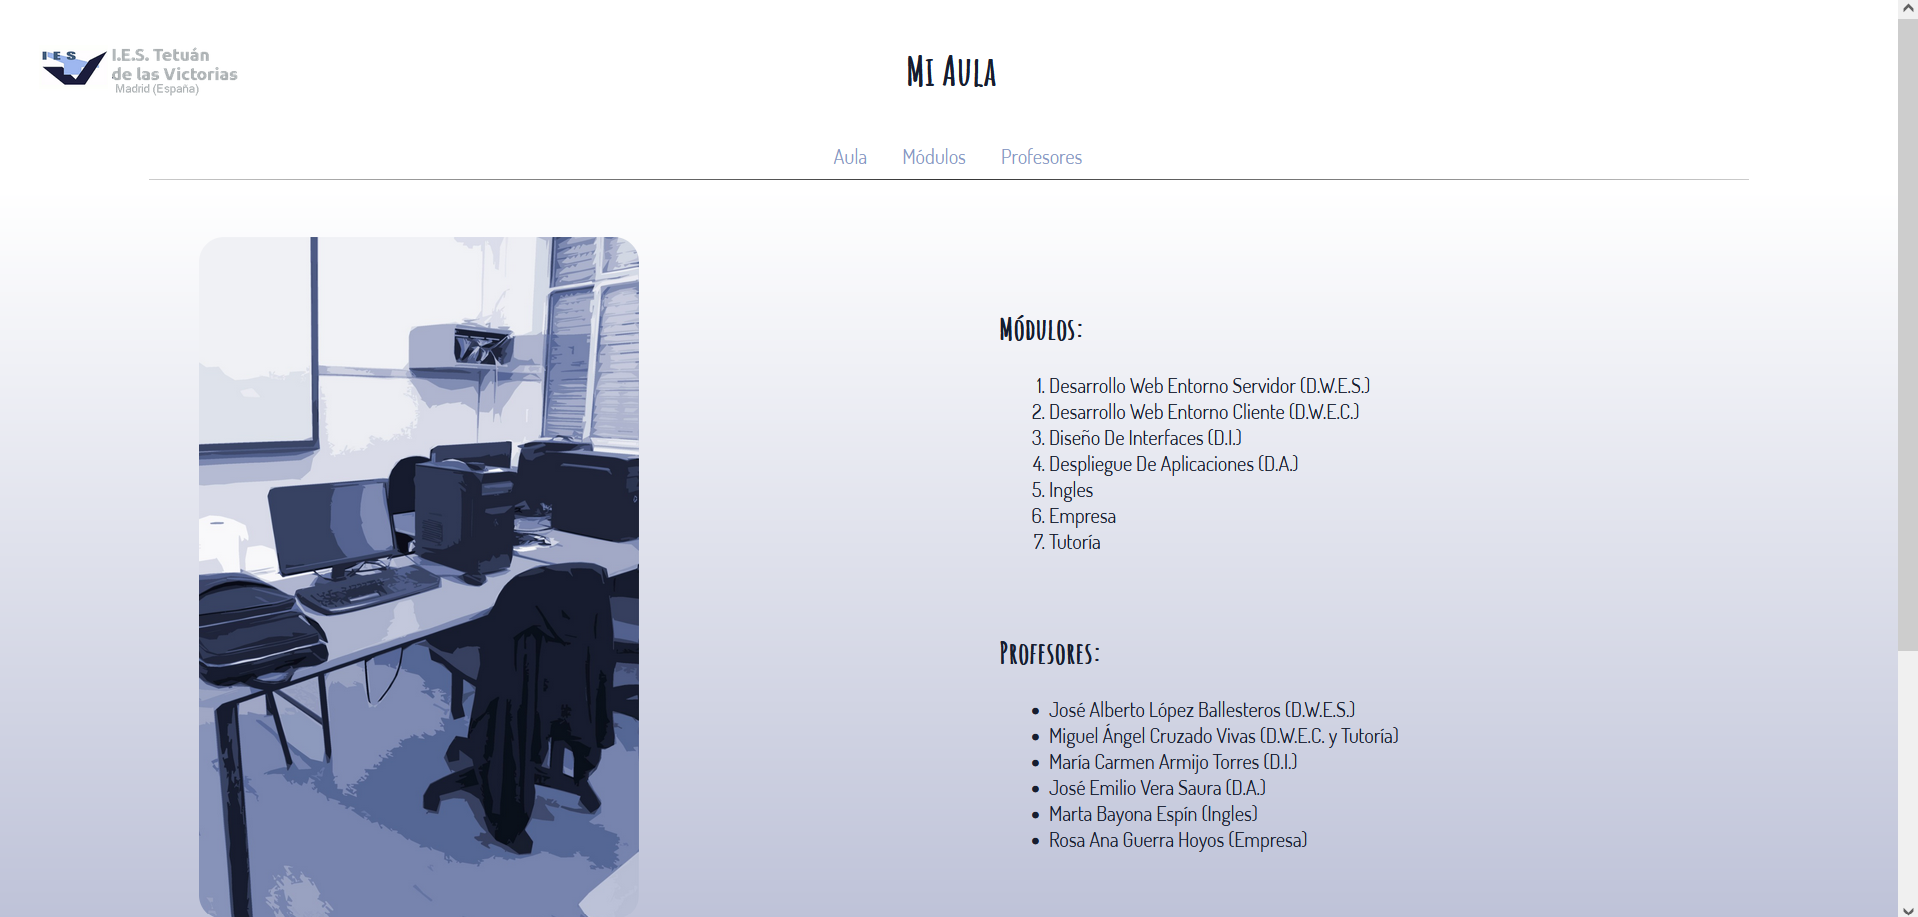 IES
I.E.S. Tetuán
de las Victorias
Madrid (España)
Mi Aula
Aula Módulos Profesores
Módulos:
1. Desarrollo Web Entorno Servidor (D.W.E.S.)
2. Desarrollo Web Entorno Cliente (D.W.E.C.)
3. Diseño De Interfaces (D.I.)
4. Despliegue De Aplicaciones (D.A.)
5. Ingles
6. Empresa
7. Tutoría
Profesores:
• José Alberto López Ballesteros (D.W.E.S.)
• Miguel Ángel Cruzado Vivas (D.W.E.C. y Tutoría)
• María Carmen Armijo Torres (D.I.)
• José Emilio Vera Saura (D.A.)
• Marta Bayona Espín (Ingles)
• Rosa Ana Guerra Hoyos (Empresa)